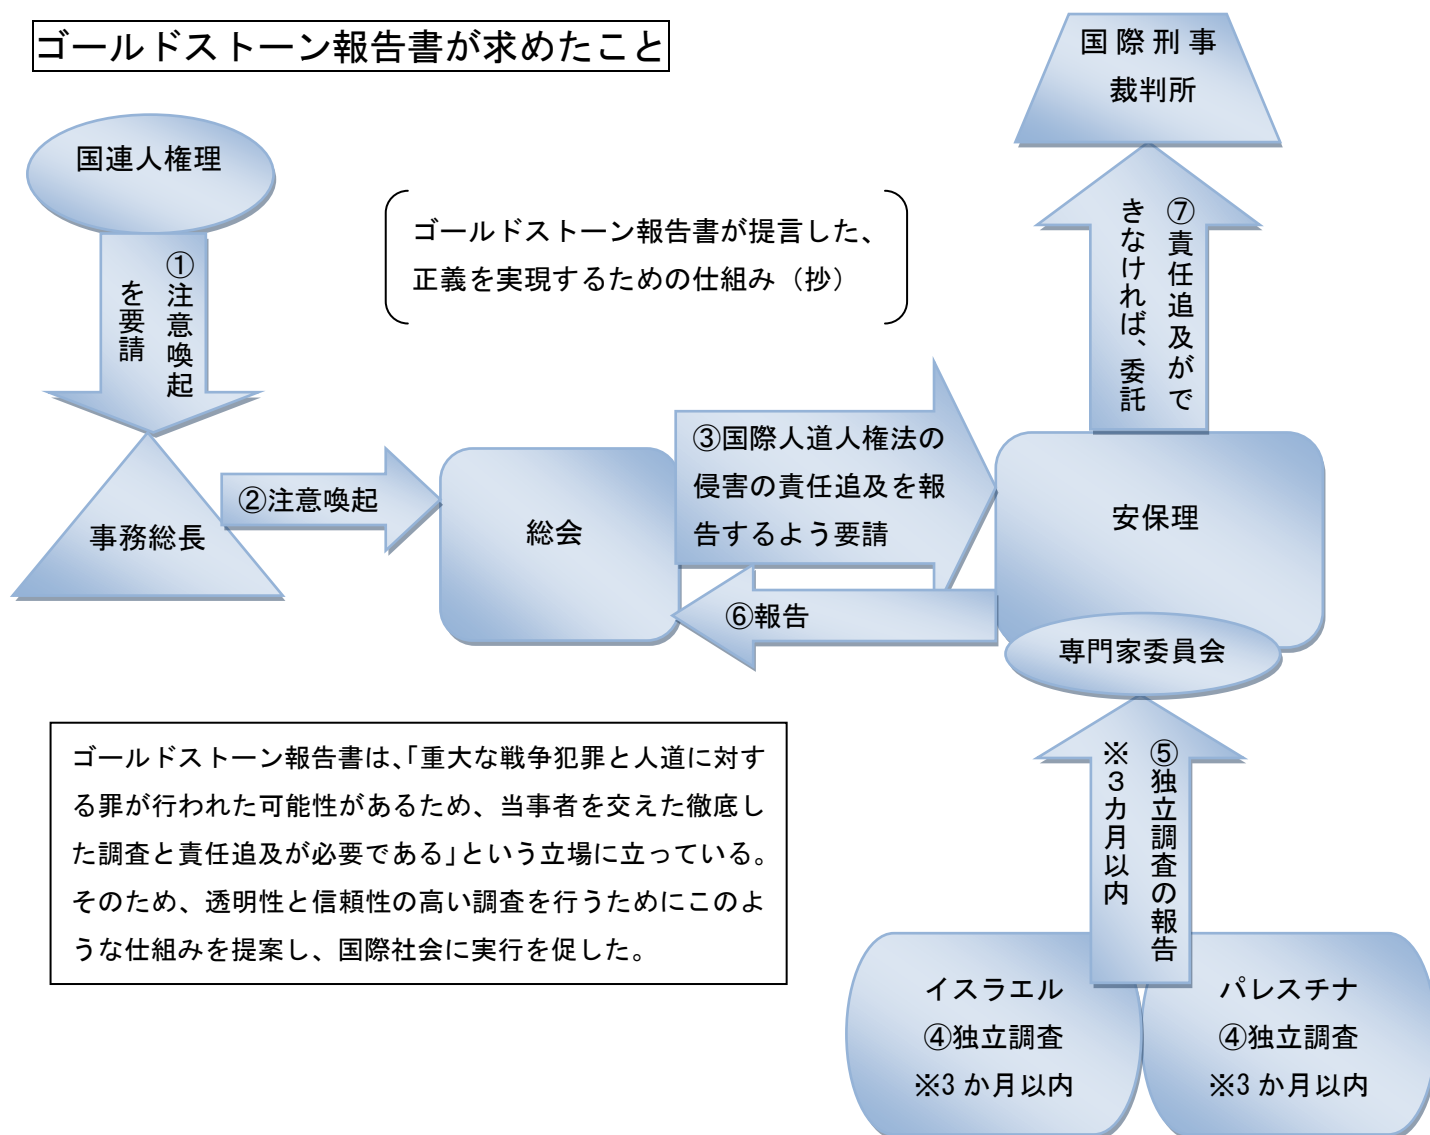 ゴールドストーン報告書が求めたこと
国際刑事
裁判所
国連人権理
①注意喚起
を要請
ゴールドストーン報告書が提言した、
正義を実現するための仕組み（抄）
⑦責任追及がで
きなければ、委託
事務総長
②注意喚起
総会
③国際人道人権法の
侵害の責任追及を報
告するよう要請
安保理
⑥報告
専門家委員会
ゴールドストーン報告書は、「重大な戦争犯罪と人道に対す
る罪が行われた可能性があるため、当事者を交えた徹底し
た調査と責任追及が必要である」という立場に立っている。
そのため、透明性と信頼性の高い調査を行うためにこのよ
うな仕組みを提案し、国際社会に実行を促した。
⑤独立調査の報告
※３カ月以内
イスラエル
④独立調査
※3 か月以内
パレスチナ
④独立調査
※3 か月以内